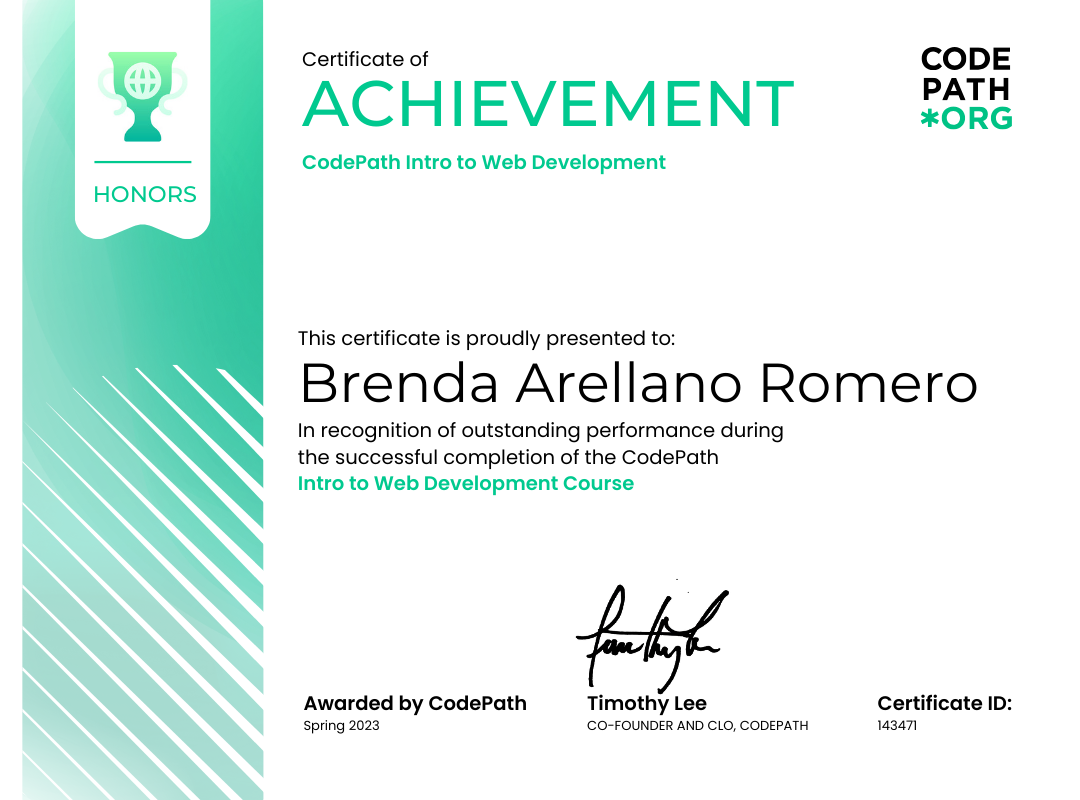 HONORS
Certificate of
ACHIEVEMENT
CodePath Intro to Web Development
CODE
PATH
*ORG
This certificate is proudly presented to:
Brenda Arellano Romero
In recognition of outstanding performance during
the successful completion of the CodePath
Intro to Web Development Course
Awarded by CodePath
Spring 2023
Timothy Lee
CO-FOUNDER AND CLO, CODEPATH
Certificate ID:
143471